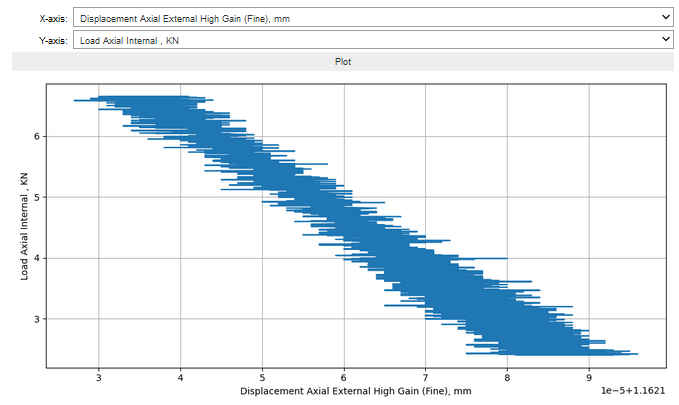 X-axis: Displacement Axial External High Gain (Fine), mm
Y-axis: Load Axial Internal , KN
Plot
6
5
4
3
Load Axial Internal , KN
3 4 5 6 7 8 9
Displacement Axial External High Gain (Fine), mm
1e−5+1.1621